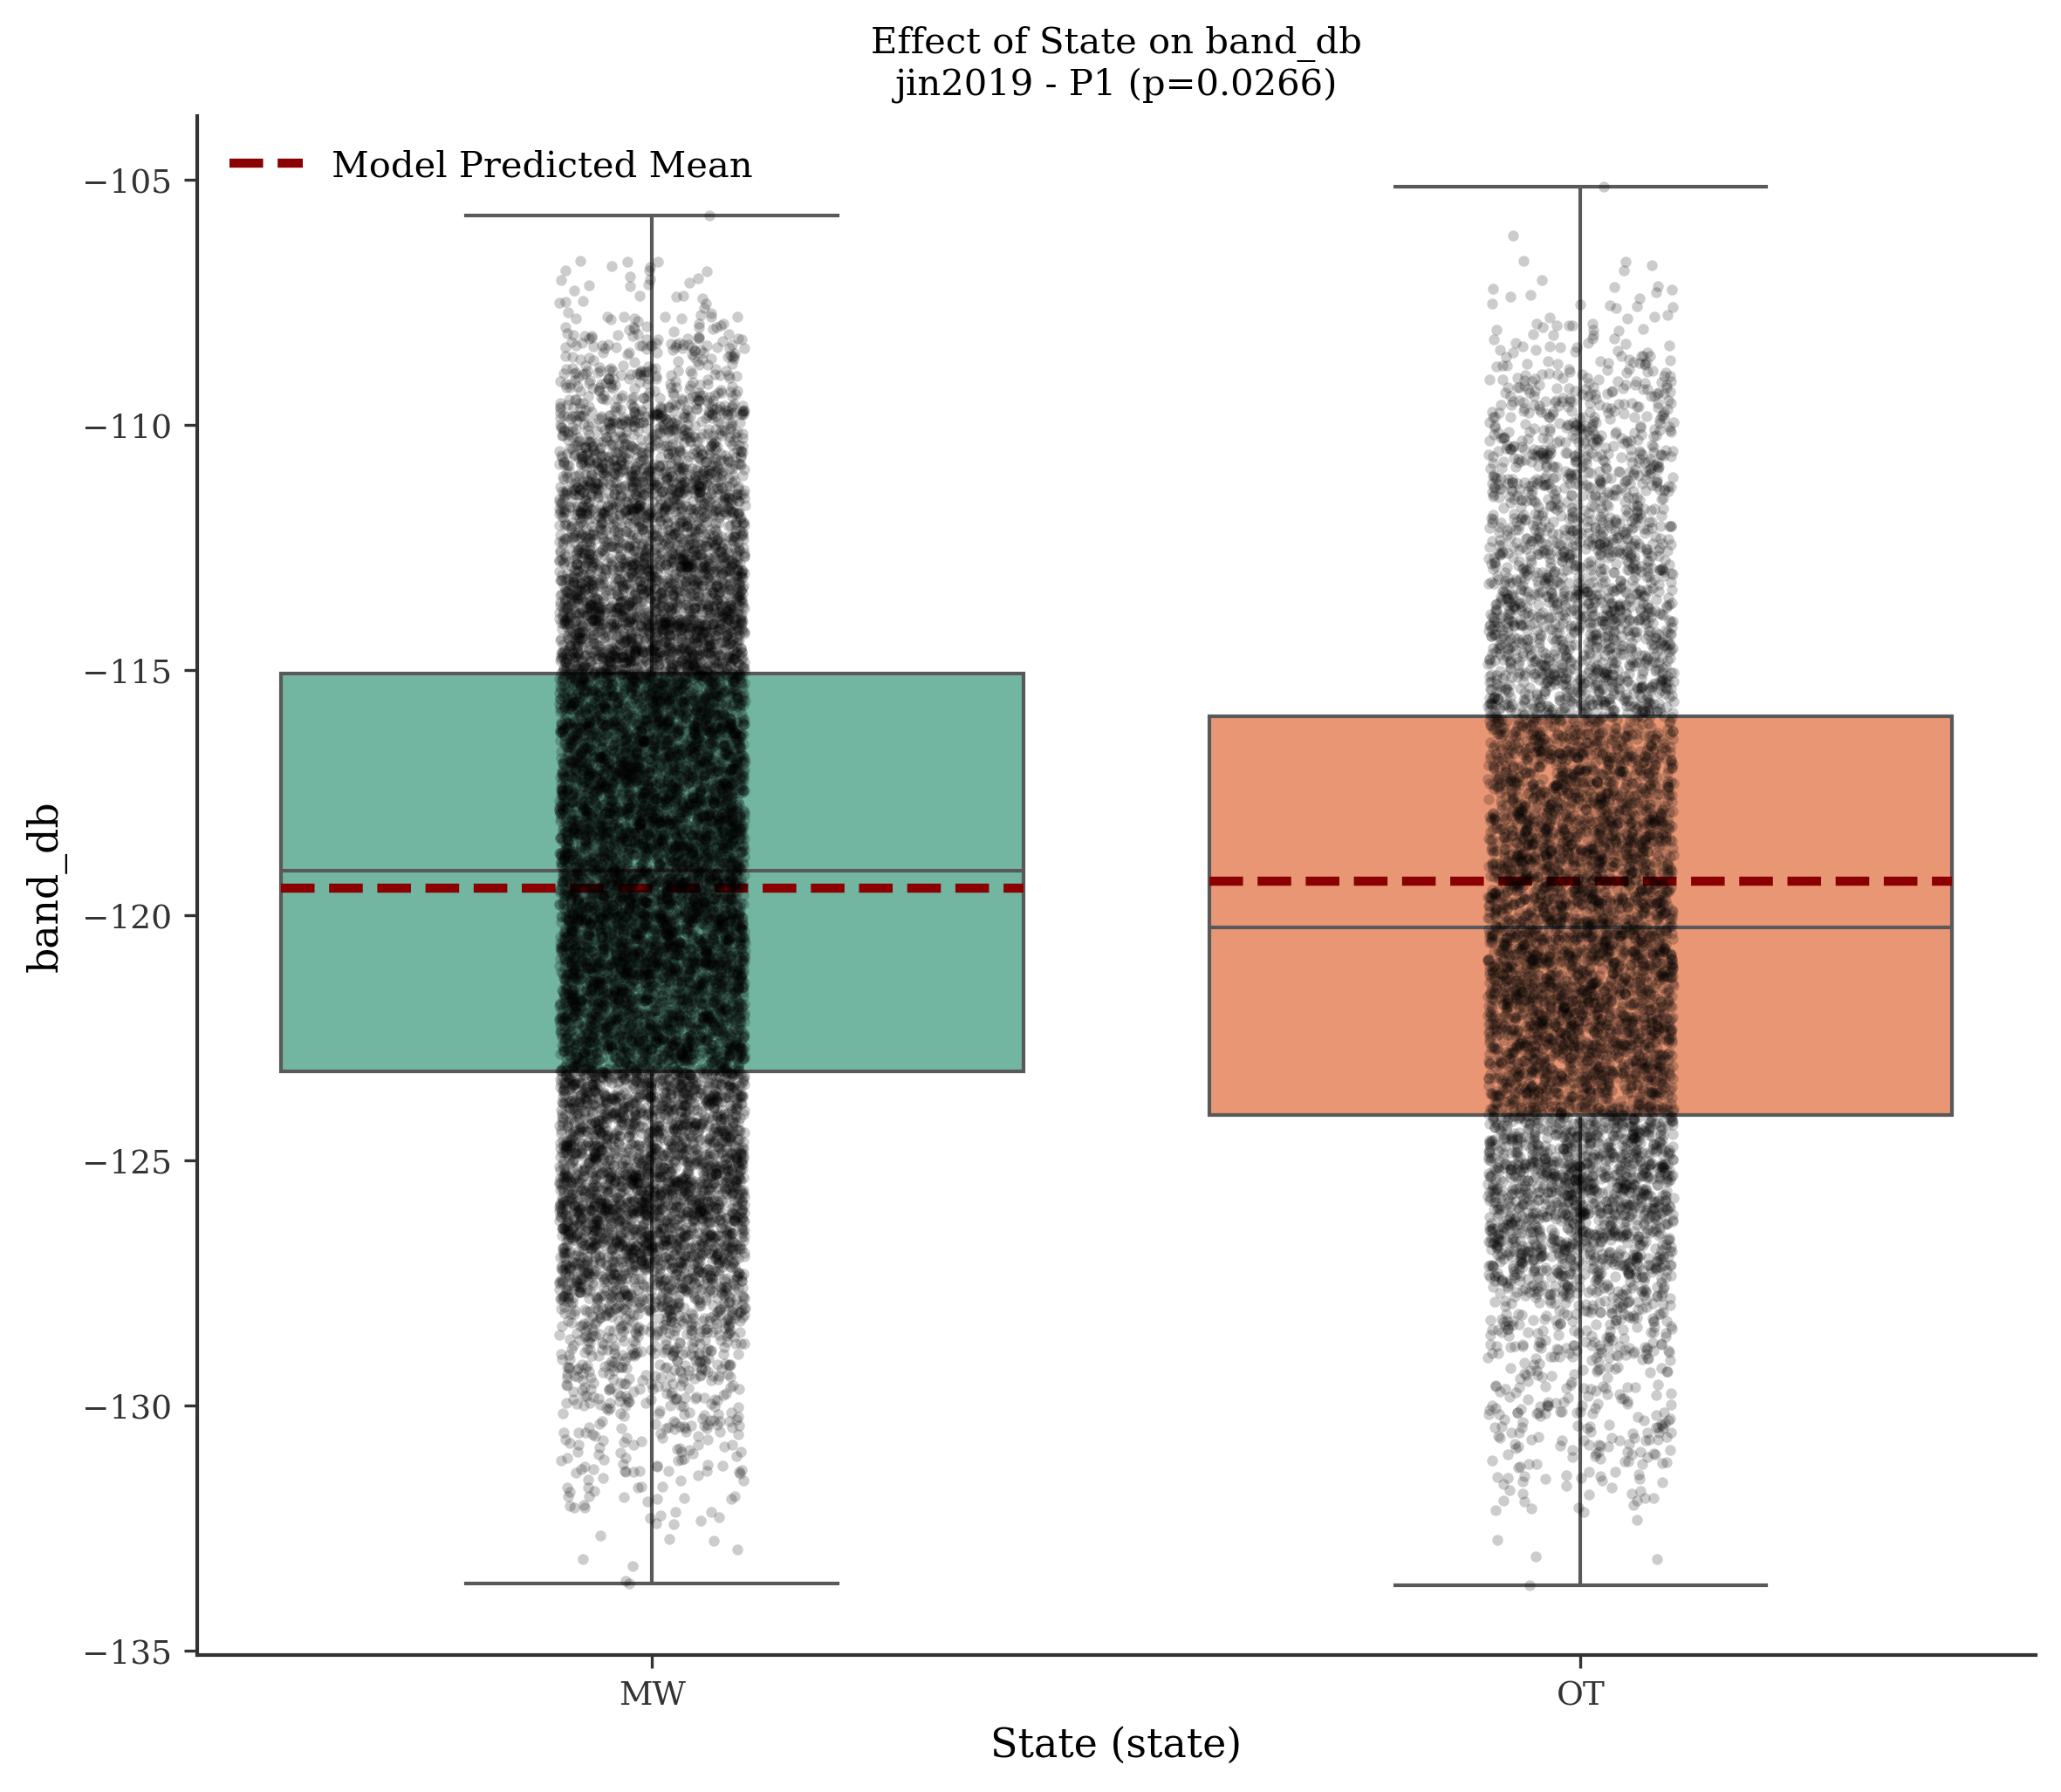 Effect of State on band_db
jin2019 - P1 (p=0.0266)
Model Predicted Mean
−105
−110
−115
−120
−125
−130
−135
band_db
MW
OT
State (state)